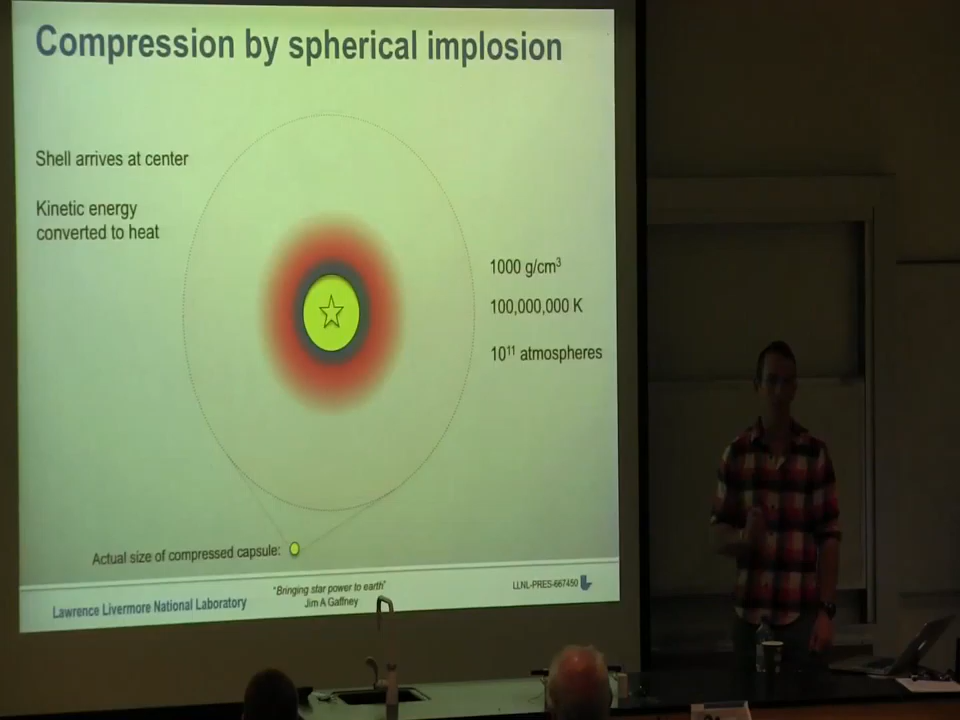 Compression by spherical implosion
Shell arrives at center
Kinetic energy
converted to heat
1000 g/cm³
100,000,000 K
10¹¹ atmospheres
Actual size of compressed capsule:
Lawrence Livermore National Laboratory
"Bringing star power to earth"
Jim A Gaffney
LLNL-PRES-667450